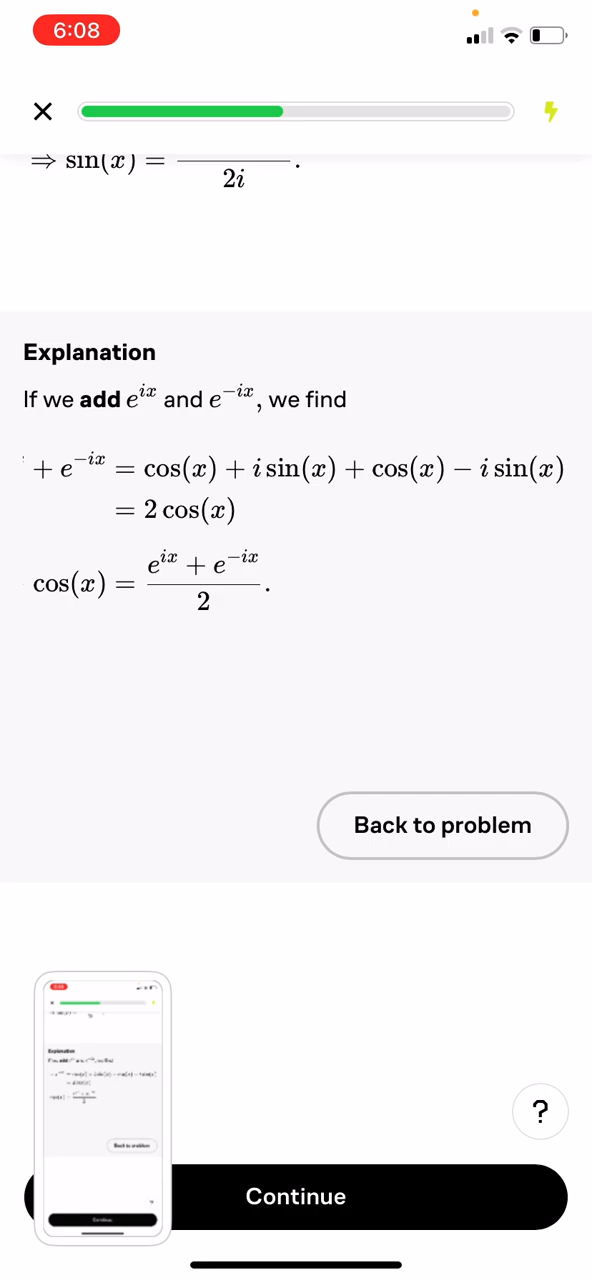 6:08
⇒ sin(x) = ——— .
2i
Explanation
If we add e^{ix} and e^{−ix}, we find
+ e^{−ix} = cos(x) + i sin(x) + cos(x) − i sin(x)
= 2 cos(x)
cos(x) = \frac{e^{ix} + e^{−ix}}{2} .
Back to problem
?
Continue